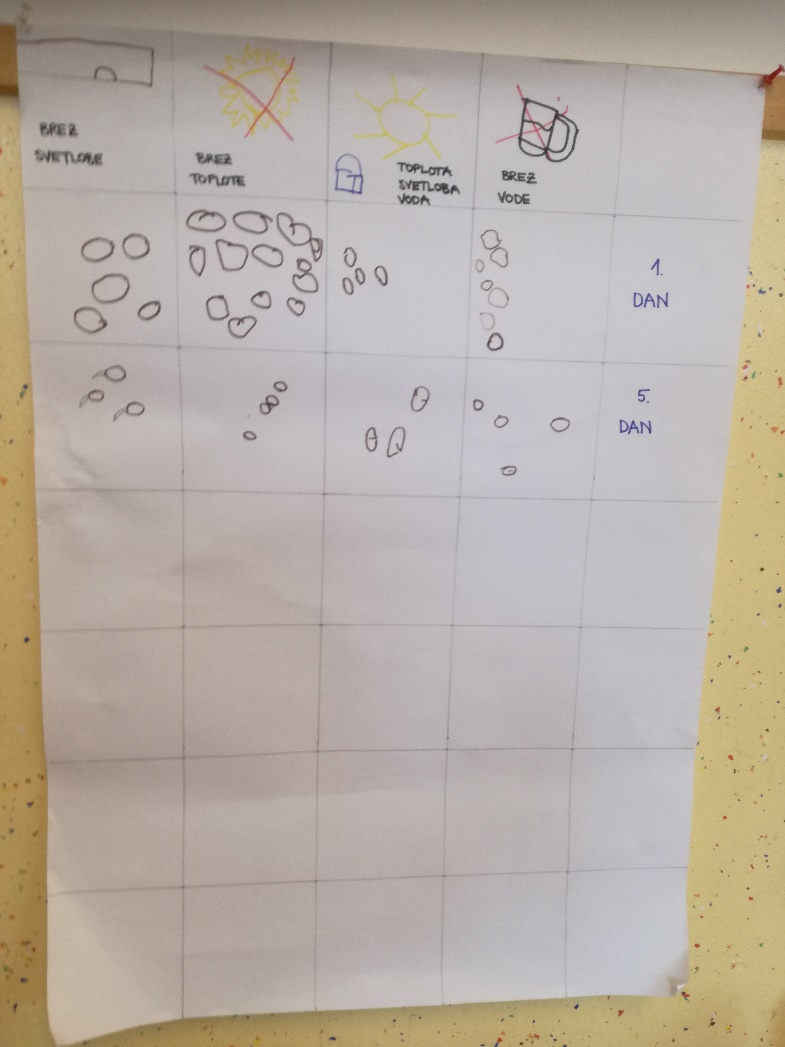 BREZ
SVETLOBE
BREZ
TOPLOTE
TOPLOTA
SVETLOBA
VODA
BREZ
VODE
1.
DAN
5.
DAN